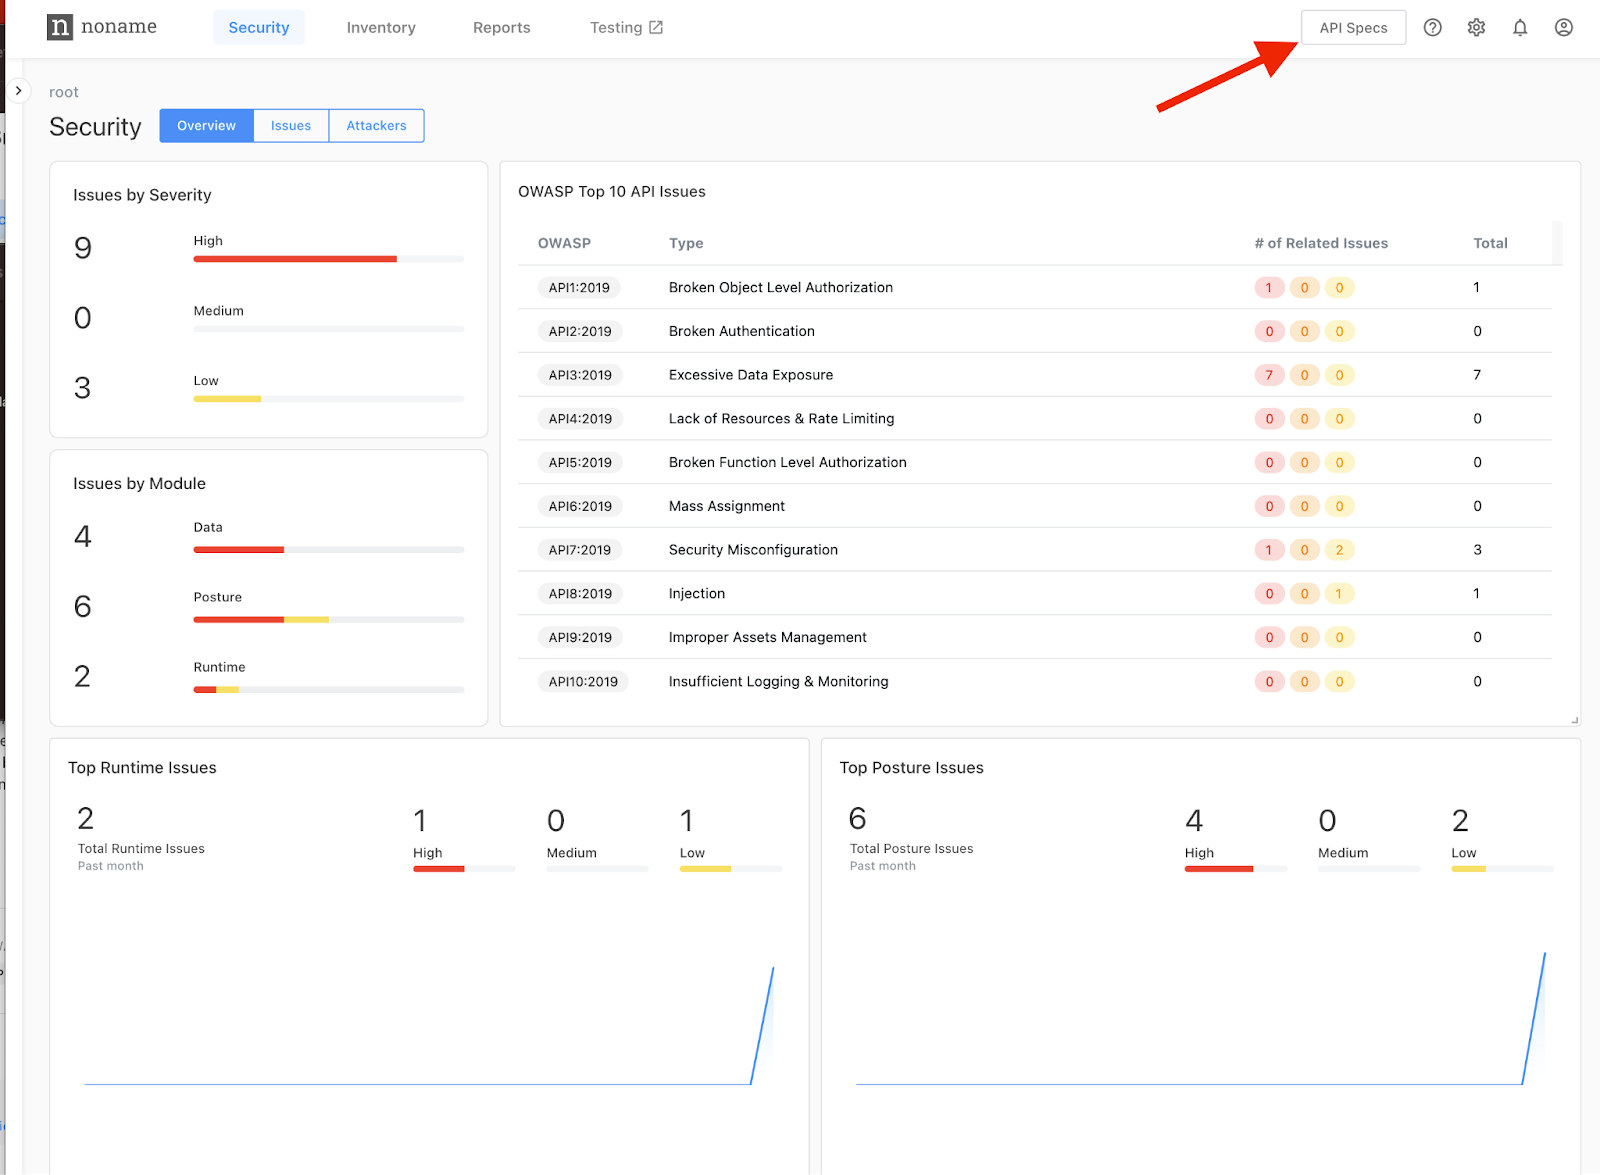 n noname Security Inventory Reports Testing API Specs
root
Security Overview Issues Attackers
Issues by Severity
9 High
0 Medium
3 Low
Issues by Module
4 Data
6 Posture
2 Runtime
OWASP Top 10 API Issues
OWASP Type # of Related Issues Total
API1:2019 Broken Object Level Authorization 1 0 0 1
API2:2019 Broken Authentication 0 0 0 0
API3:2019 Excessive Data Exposure 7 0 0 7
API4:2019 Lack of Resources & Rate Limiting 0 0 0 0
API5:2019 Broken Function Level Authorization 0 0 0 0
API6:2019 Mass Assignment 0 0 0 0
API7:2019 Security Misconfiguration 1 0 2 3
API8:2019 Injection 0 0 1 1
API9:2019 Improper Assets Management 0 0 0 0
API10:2019 Insufficient Logging & Monitoring 0 0 0 0
Top Runtime Issues
2 1 0 1
Total Runtime Issues High Medium Low
Past month
Top Posture Issues
6 4 0 2
Total Posture Issues High Medium Low
Past month